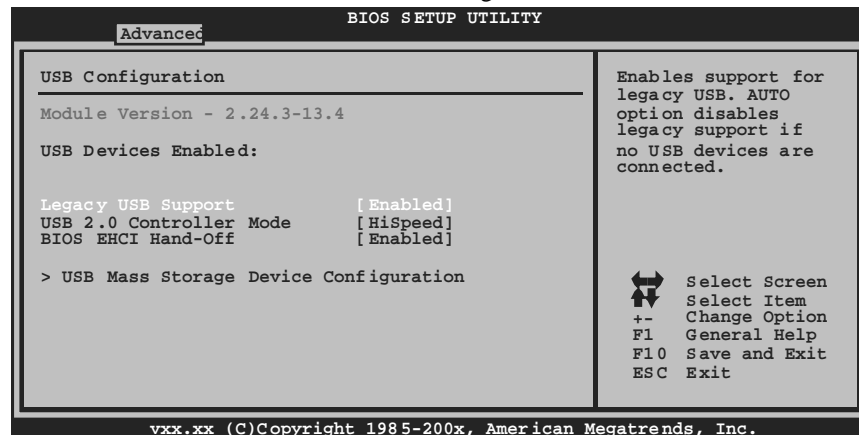 BIOS SETUP UTILITY
Advanced
USB Configuration
Module Version - 2.24.3-13.4
USB Devices Enabled:
Legacy USB Support [Enabled]
USB 2.0 Controller Mode [HiSpeed]
BIOS EHCI Hand-Off [Enabled]
> USB Mass Storage Device Configuration
Enables support for
legacy USB. AUTO
option disables
legacy support if
no USB devices are
connected.
Select Screen
Select Item
+- Change Option
F1 General Help
F10 Save and Exit
ESC Exit
vxx.xx (C)Copyright 1985-200x, American Megatrends, Inc.